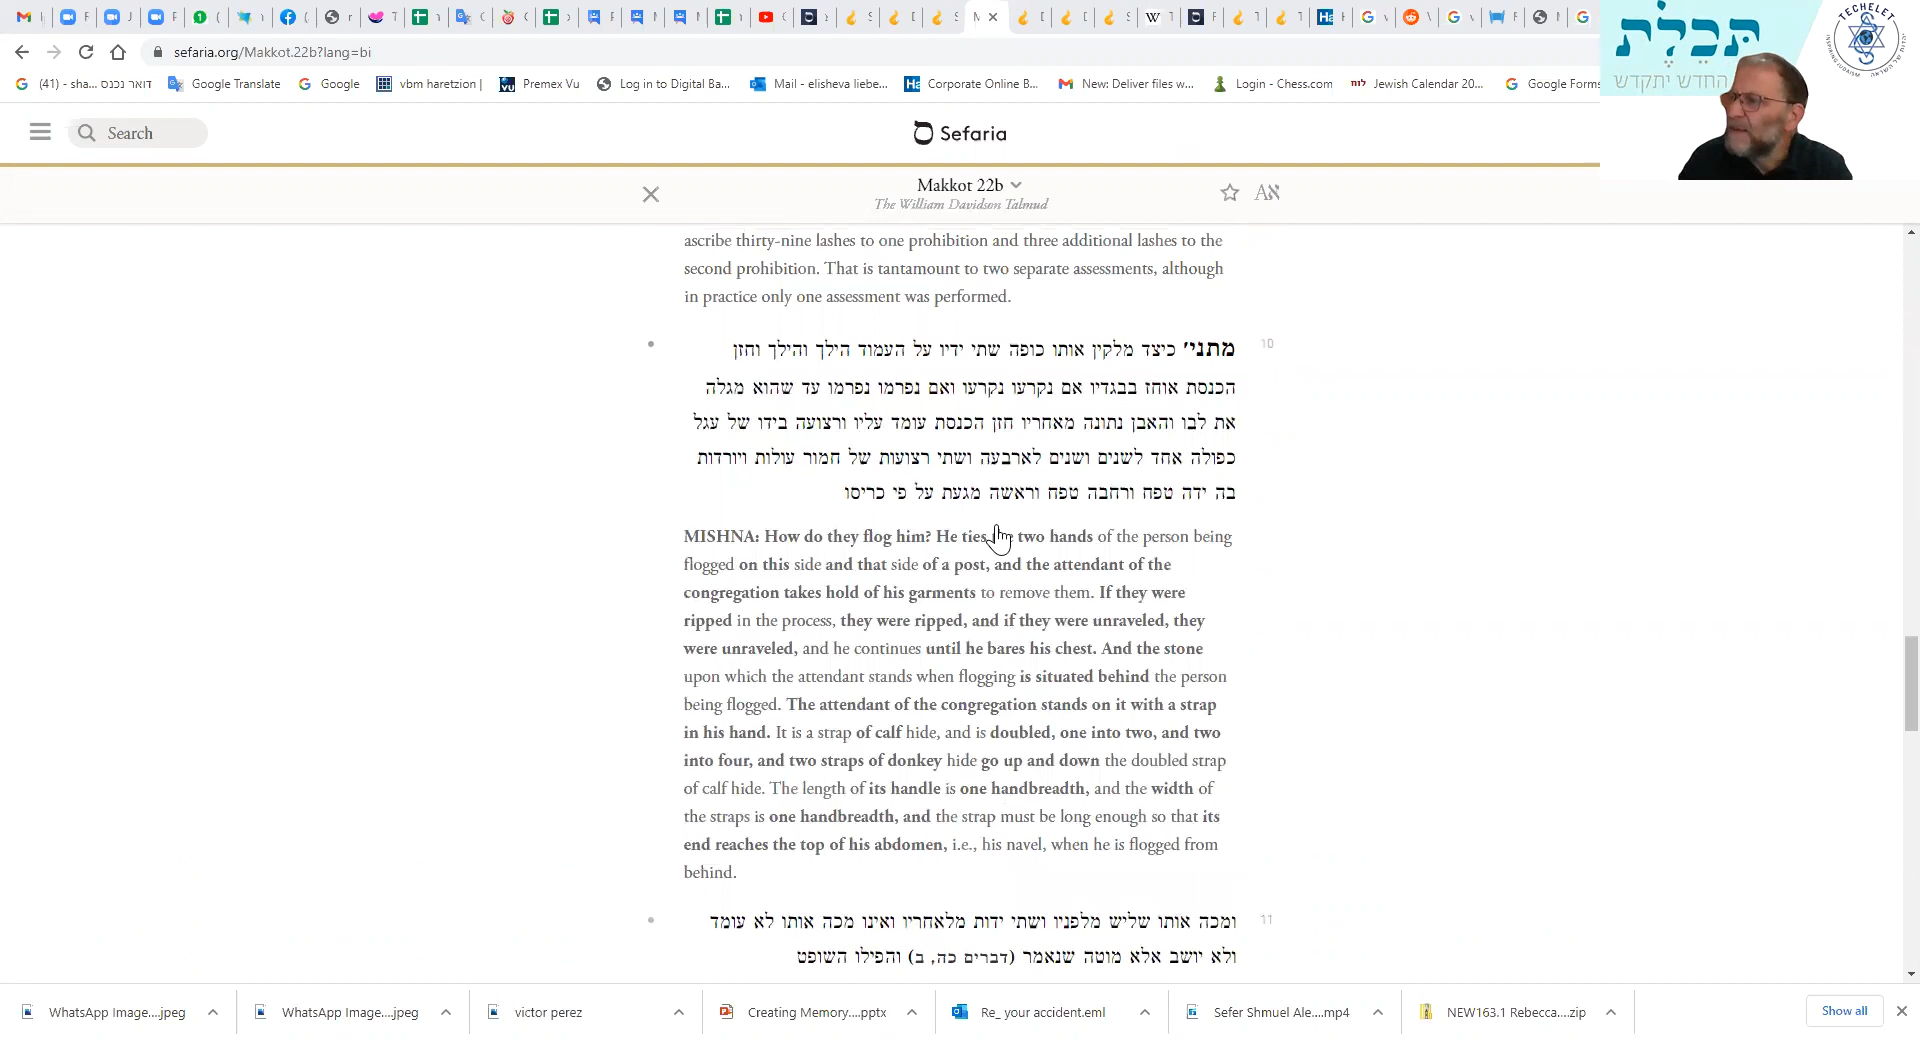 sefaria.org/Makkot.22b?lang=bi
(41) - sha... דואר נכנס
Google Translate
Google
vbm haretzion |
Premex Vu
Log in to Digital Ba...
Mail - elisheva liebe...
Corporate Online B...
New: Deliver files w...
Login - Chess.com
Jewish Calendar 20...
Google Forms
תְּכֵלֶת
החדש יתקדש
TECHELET
INSPIRING JUDAISM
Search
Sefaria
Makkot 22b
The William Davidson Talmud
ascribe thirty-nine lashes to one prohibition and three additional lashes to the
second prohibition. That is tantamount to two separate assessments, although
in practice only one assessment was performed.
10
מתני׳ כיצד מלקין אותו כופה שתי ידיו על העמוד הילך והילך וחזן
הכנסת אוחז בבגדיו אם נקרעו נקרעו ואם נפרמו נפרמו עד שהוא מגלה
את לבו והאבן נתונה מאחריו חזן הכנסת עומד עליו ורצועה בידו של עגל
כפולה אחד לשנים ושנים לארבעה ושתי רצועות של חמור עולות ויורדות
בה ידה טפח ורחבה טפח וראשה מגעת על פי כריסו
MISHNA: How do they flog him? He ties two hands of the person being
flogged on this side and that side of a post, and the attendant of the
congregation takes hold of his garments to remove them. If they were
ripped in the process, they were ripped, and if they were unraveled, they
were unraveled, and he continues until he bares his chest. And the stone
upon which the attendant stands when flogging is situated behind the person
being flogged. The attendant of the congregation stands on it with a strap
in his hand. It is a strap of calf hide, and is doubled, one into two, and two
into four, and two straps of donkey hide go up and down the doubled strap
of calf hide. The length of its handle is one handbreadth, and the width of
the straps is one handbreadth, and the strap must be long enough so that its
end reaches the top of his abdomen, i.e., his navel, when he is flogged from
behind.
11
ומכה אותו שליש מלפניו ושתי ידות מלאחריו ואינו מכה אותו לא עומד
ולא יושב אלא מוטה שנאמר (דברים כה, ב) והפילו השופט
WhatsApp Image....jpeg
WhatsApp Image....jpeg
victor perez
Creating Memory....pptx
Re_ your accident.eml
Sefer Shmuel Ale....mp4
NEW163.1 Rebecca....zip
Show all